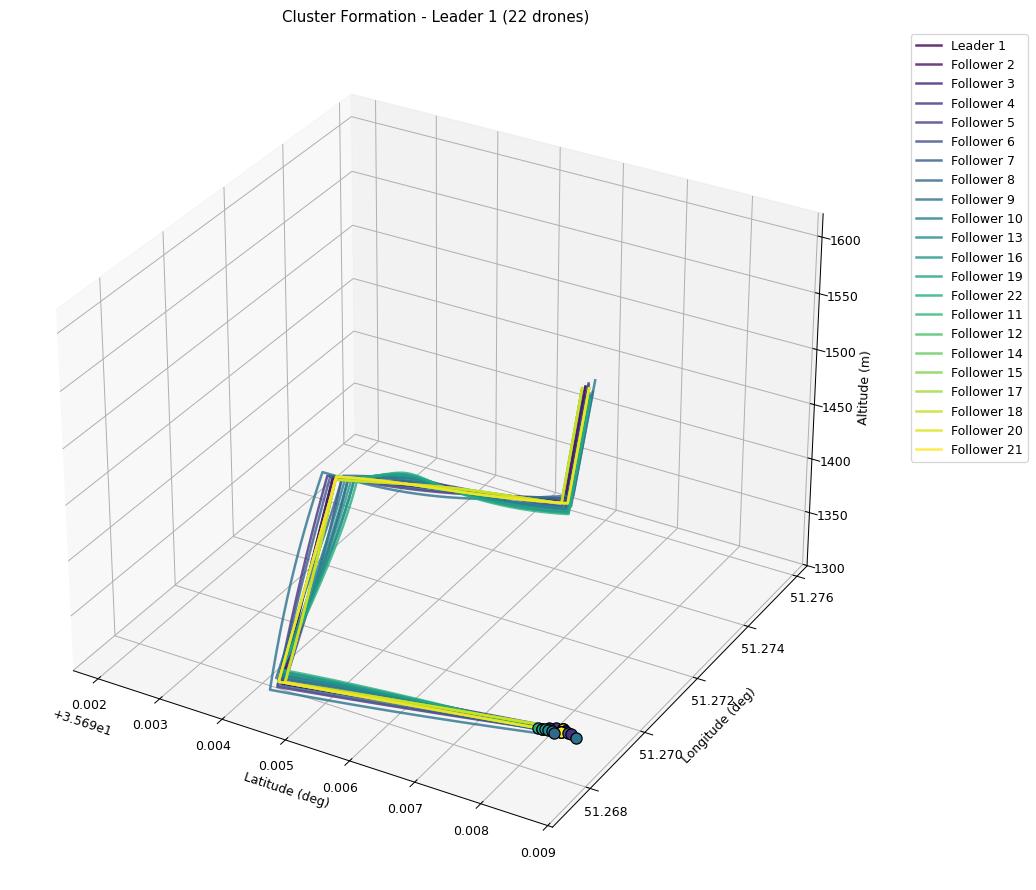 Cluster Formation - Leader 1 (22 drones)
Leader 1
Follower 2
Follower 3
Follower 4
Follower 5
Follower 6
Follower 7
Follower 8
Follower 9
Follower 10
Follower 13
Follower 16
Follower 19
Follower 22
Follower 11
Follower 12
Follower 14
Follower 15
Follower 17
Follower 18
Follower 20
Follower 21
1600
1550
1500
1450
1400
1350
1300
Altitude (m)
51.276
51.274
51.272
51.270
51.268
Longitude (deg)
0.002
+3.569e1
0.003
0.004
0.005
0.006
0.007
0.008
0.009
Latitude (deg)